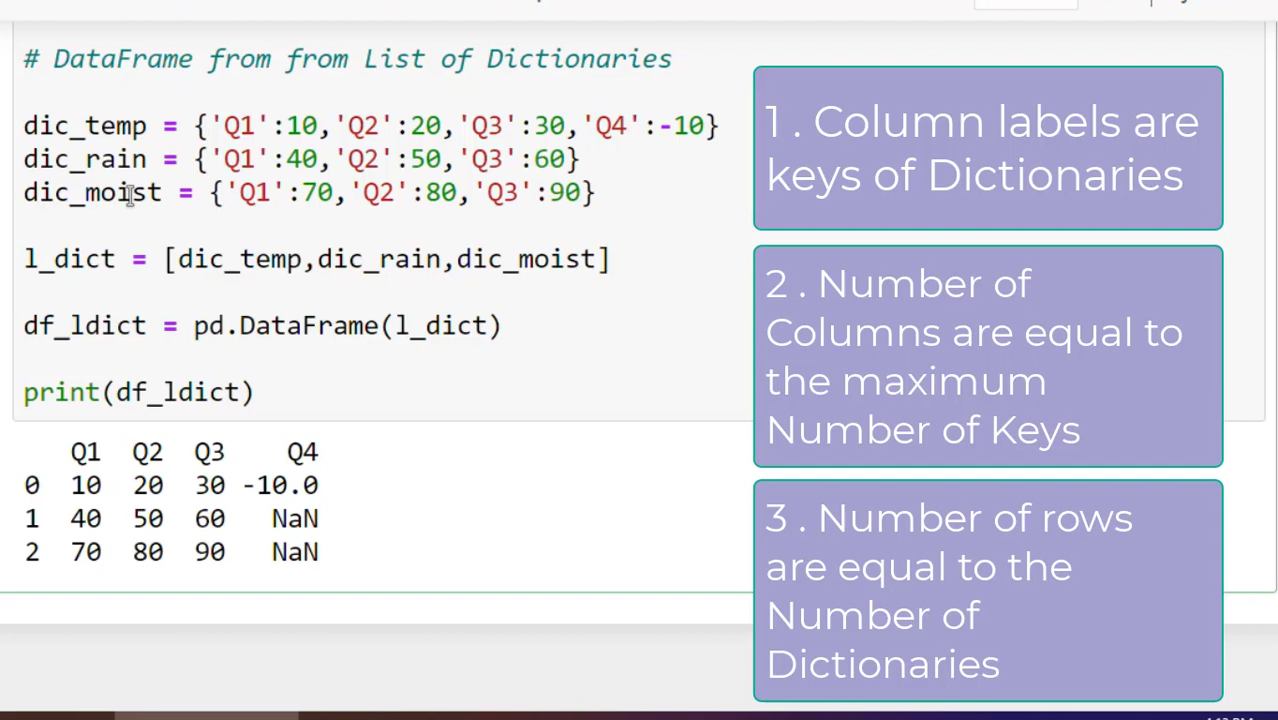 # DataFrame from from List of Dictionaries
dic_temp = {'Q1':10,'Q2':20,'Q3':30,'Q4':-10}
dic_rain = {'Q1':40,'Q2':50,'Q3':60}
dic_moist = {'Q1':70,'Q2':80,'Q3':90}
l_dict = [dic_temp,dic_rain,dic_moist]
df_ldict = pd.DataFrame(l_dict)
print(df_ldict)
Q1 Q2 Q3 Q4
0 10 20 30 -10.0
1 40 50 60 NaN
2 70 80 90 NaN
1 . Column labels are
keys of Dictionaries
2 . Number of
Columns are equal to
the maximum
Number of Keys
3 . Number of rows
are equal to the
Number of
Dictionaries